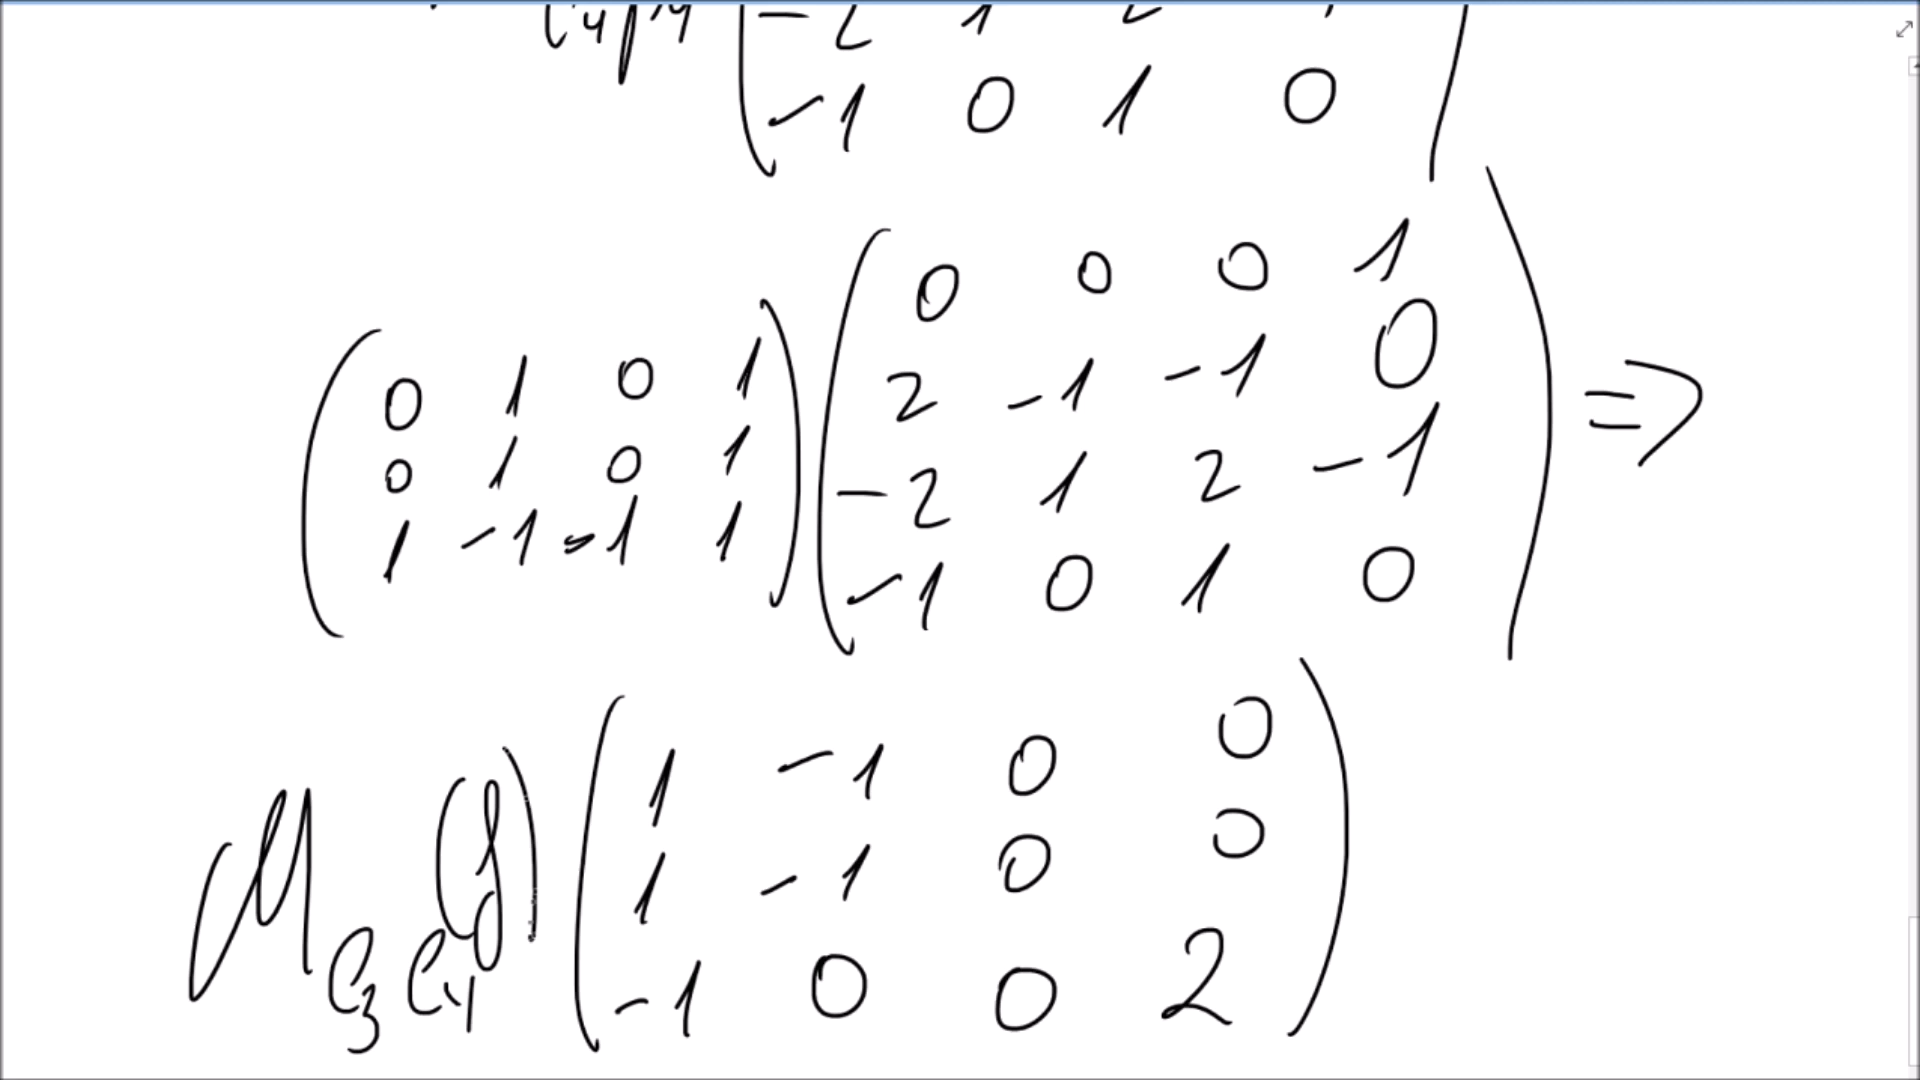 -2 1 2
-1 0 1 0
0 0 0 1
0 1 0 1 2 -1 -1 0 =>
0 1 0 1 -2 1 2 -1
1 -1 -1 1 -1 0 1 0
1 -1 0 0
M C3 C4 (f) 1 -1 0 0
-1 0 0 2